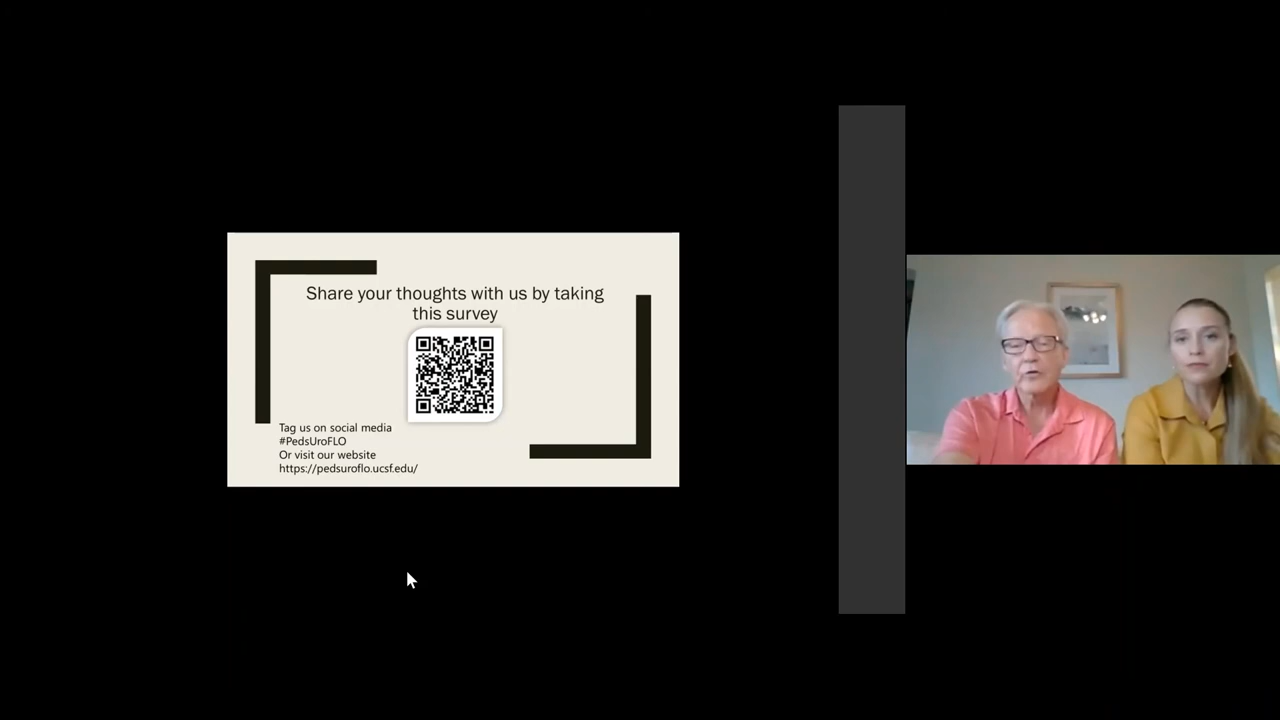 Share your thoughts with us by taking
this survey
Tag us on social media
#PedsUroFLO
Or visit our website
https://pedsuroflo.ucsf.edu/